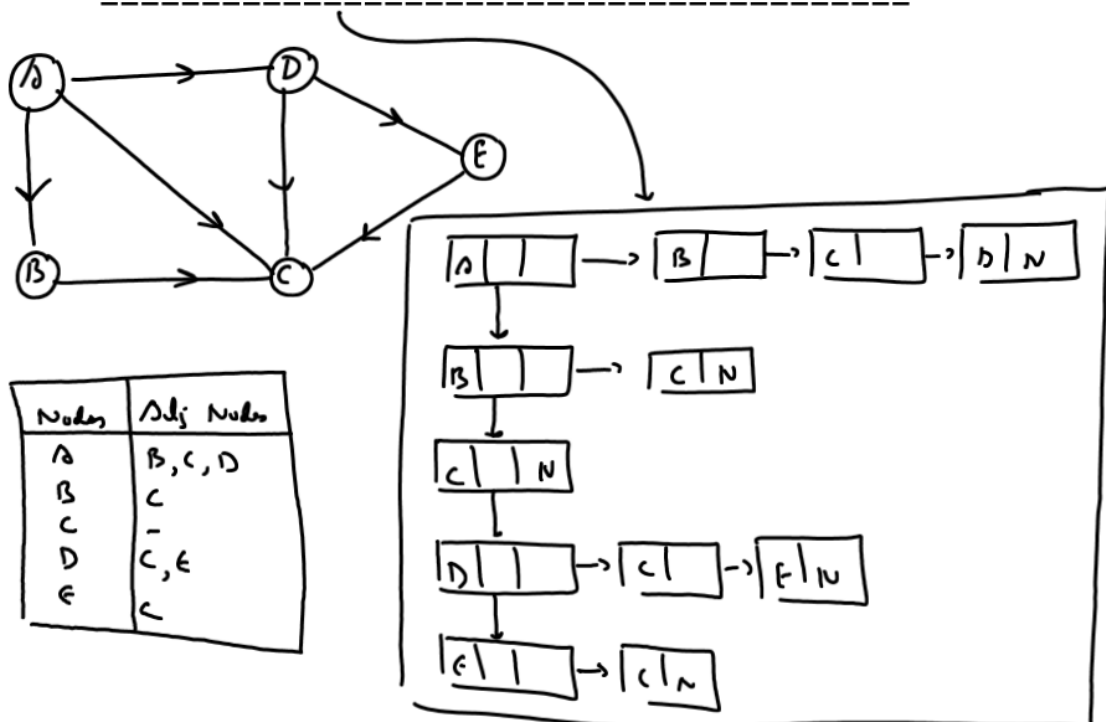 A D
E
B C
A B C D N
B C N
C N
D C E N
E C N
Nodes Adj Nodes
A B, C, D
B C
C -
D C, E
E C